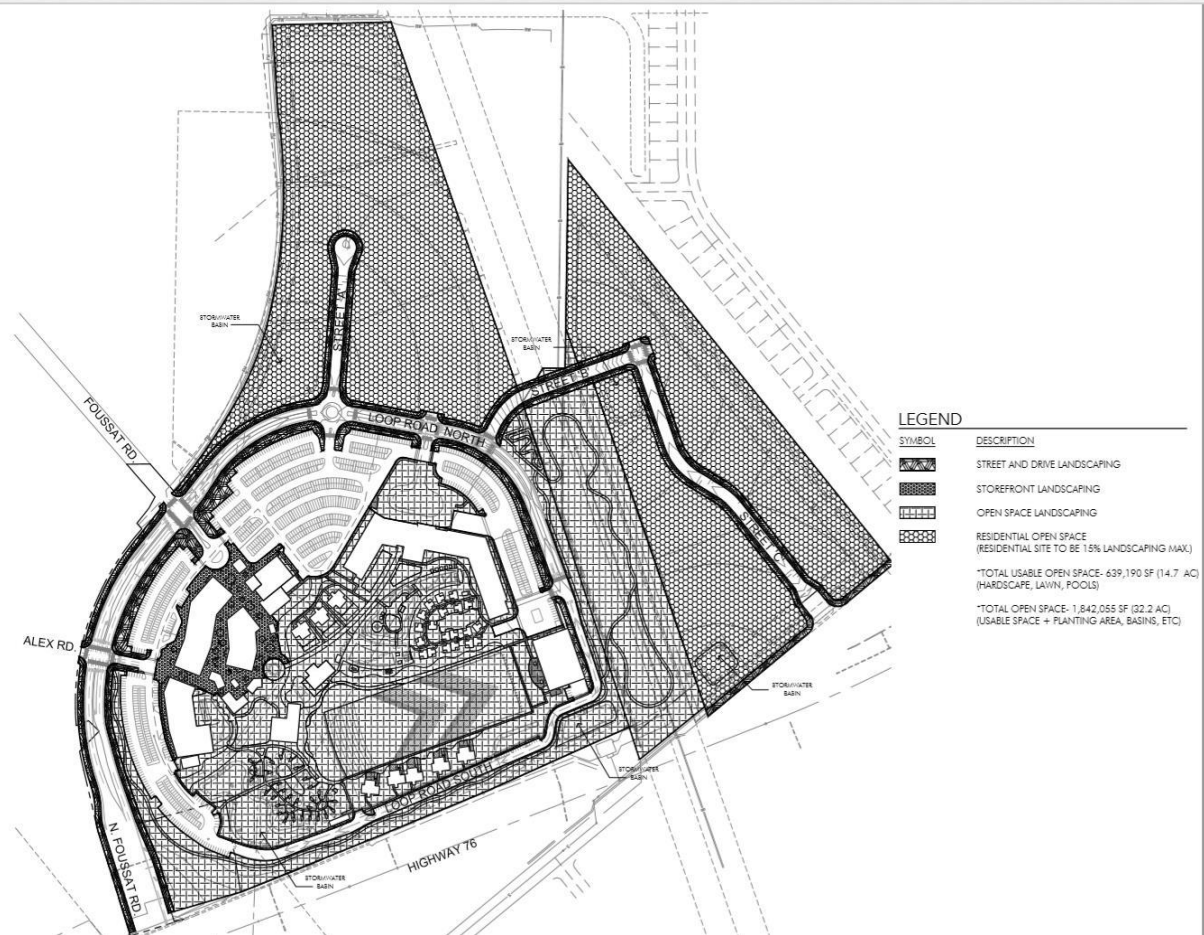 STORMWATER
BASIN
STREET 'A'
STORMWATER
BASIN
STREET 'B'
FOUSSAT RD.
LOOP ROAD NORTH
LEGEND
SYMBOL DESCRIPTION
STREET AND DRIVE LANDSCAPING
STOREFRONT LANDSCAPING
OPEN SPACE LANDSCAPING
RESIDENTIAL OPEN SPACE
(RESIDENTIAL SITE TO BE 15% LANDSCAPING MAX.)
*TOTAL USABLE OPEN SPACE- 639,190 SF (14.7 AC)
(HARDSCAPE, LAWN, POOLS)
*TOTAL OPEN SPACE- 1,842,055 SF (32.2 AC)
(USABLE SPACE + PLANTING AREA, BASINS, ETC)
STREET 'C'
ALEX RD.
STORMWATER
BASIN
STORMWATER
BASIN
LOOP ROAD SOUTH
N. FOUSSAT RD.
HIGHWAY 76
STORMWATER
BASIN